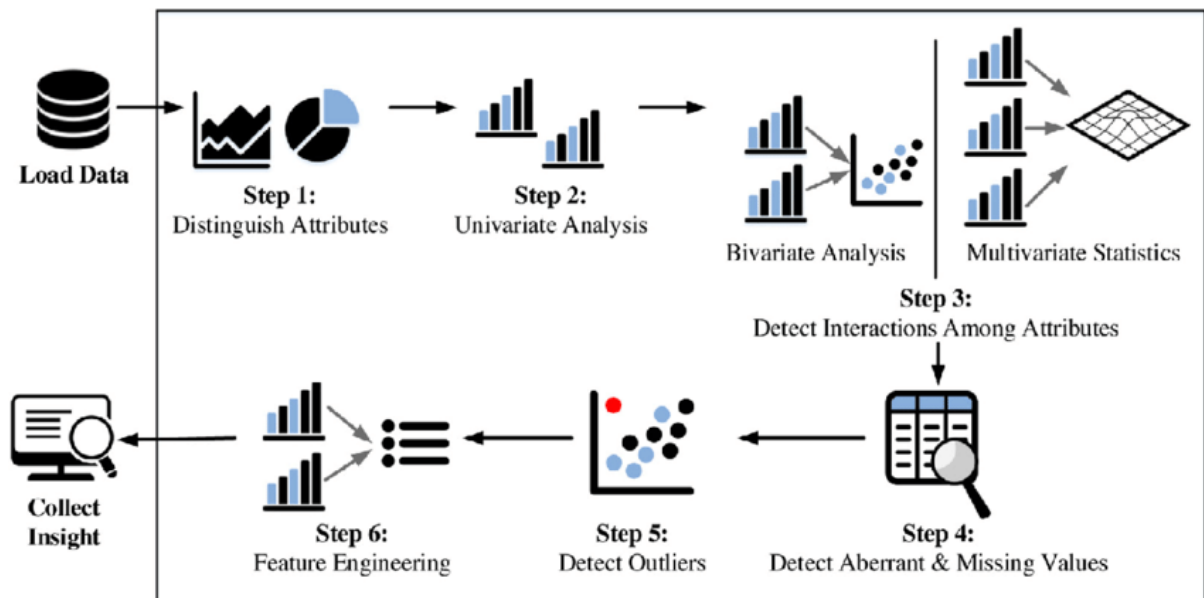 Load Data
Step 1:
Distinguish Attributes
Step 2:
Univariate Analysis
Bivariate Analysis
Multivariate Statistics
Step 3:
Detect Interactions Among Attributes
Step 4:
Detect Aberrant & Missing Values
Step 5:
Detect Outliers
Step 6:
Feature Engineering
Collect
Insight